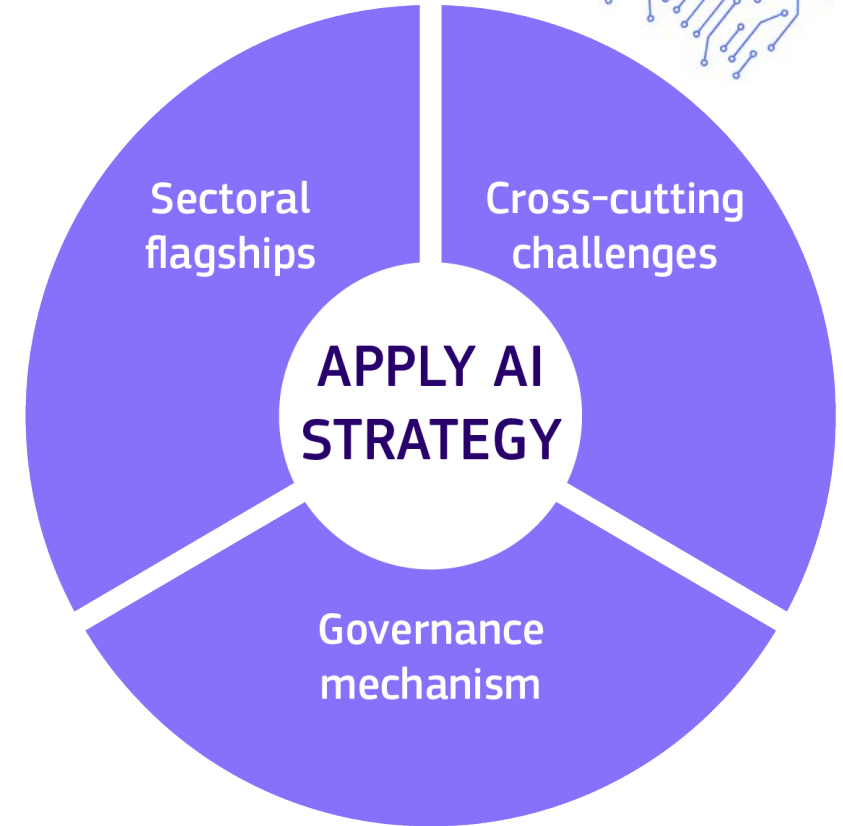 Sectoral
flagships
Cross-cutting
challenges
APPLY AI
STRATEGY
Governance
mechanism